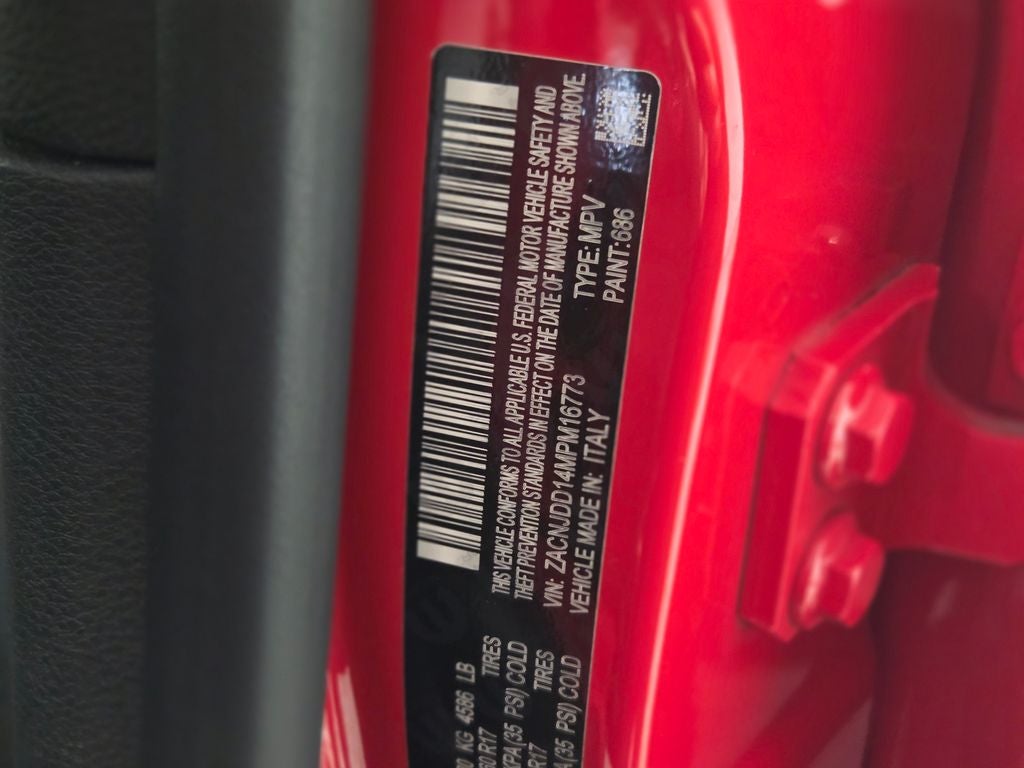 THIS VEHICLE CONFORMS TO ALL APPLICABLE U.S. FEDERAL MOTOR VEHICLE SAFETY AND
THEFT PREVENTION STANDARDS IN EFFECT ON THE DATE OF MANUFACTURE SHOWN ABOVE.
VIN: ZACNJDD14MPM16773 TYPE: MPV
VEHICLE MADE IN: ITALY PAINT: 686
KG 4586 LB
R17 TIRES
KPA (35 PSI) COLD
R17 TIRES
(35 PSI) COLD